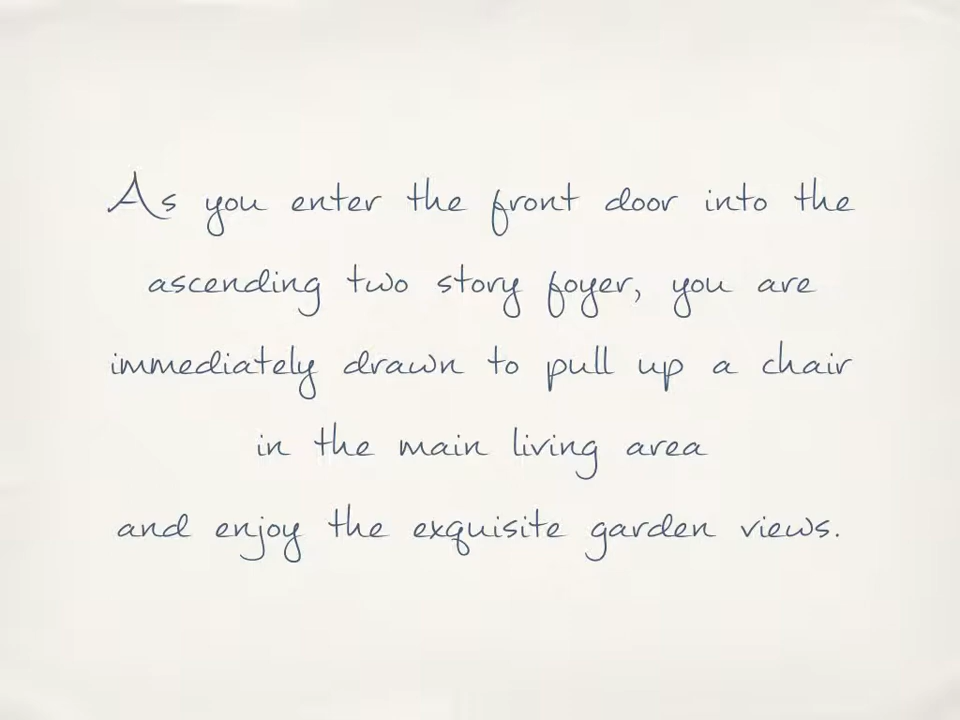 As you enter the front door into the
ascending two story foyer, you are
immediately drawn to pull up a chair
in the main living area
and enjoy the exquisite garden views.